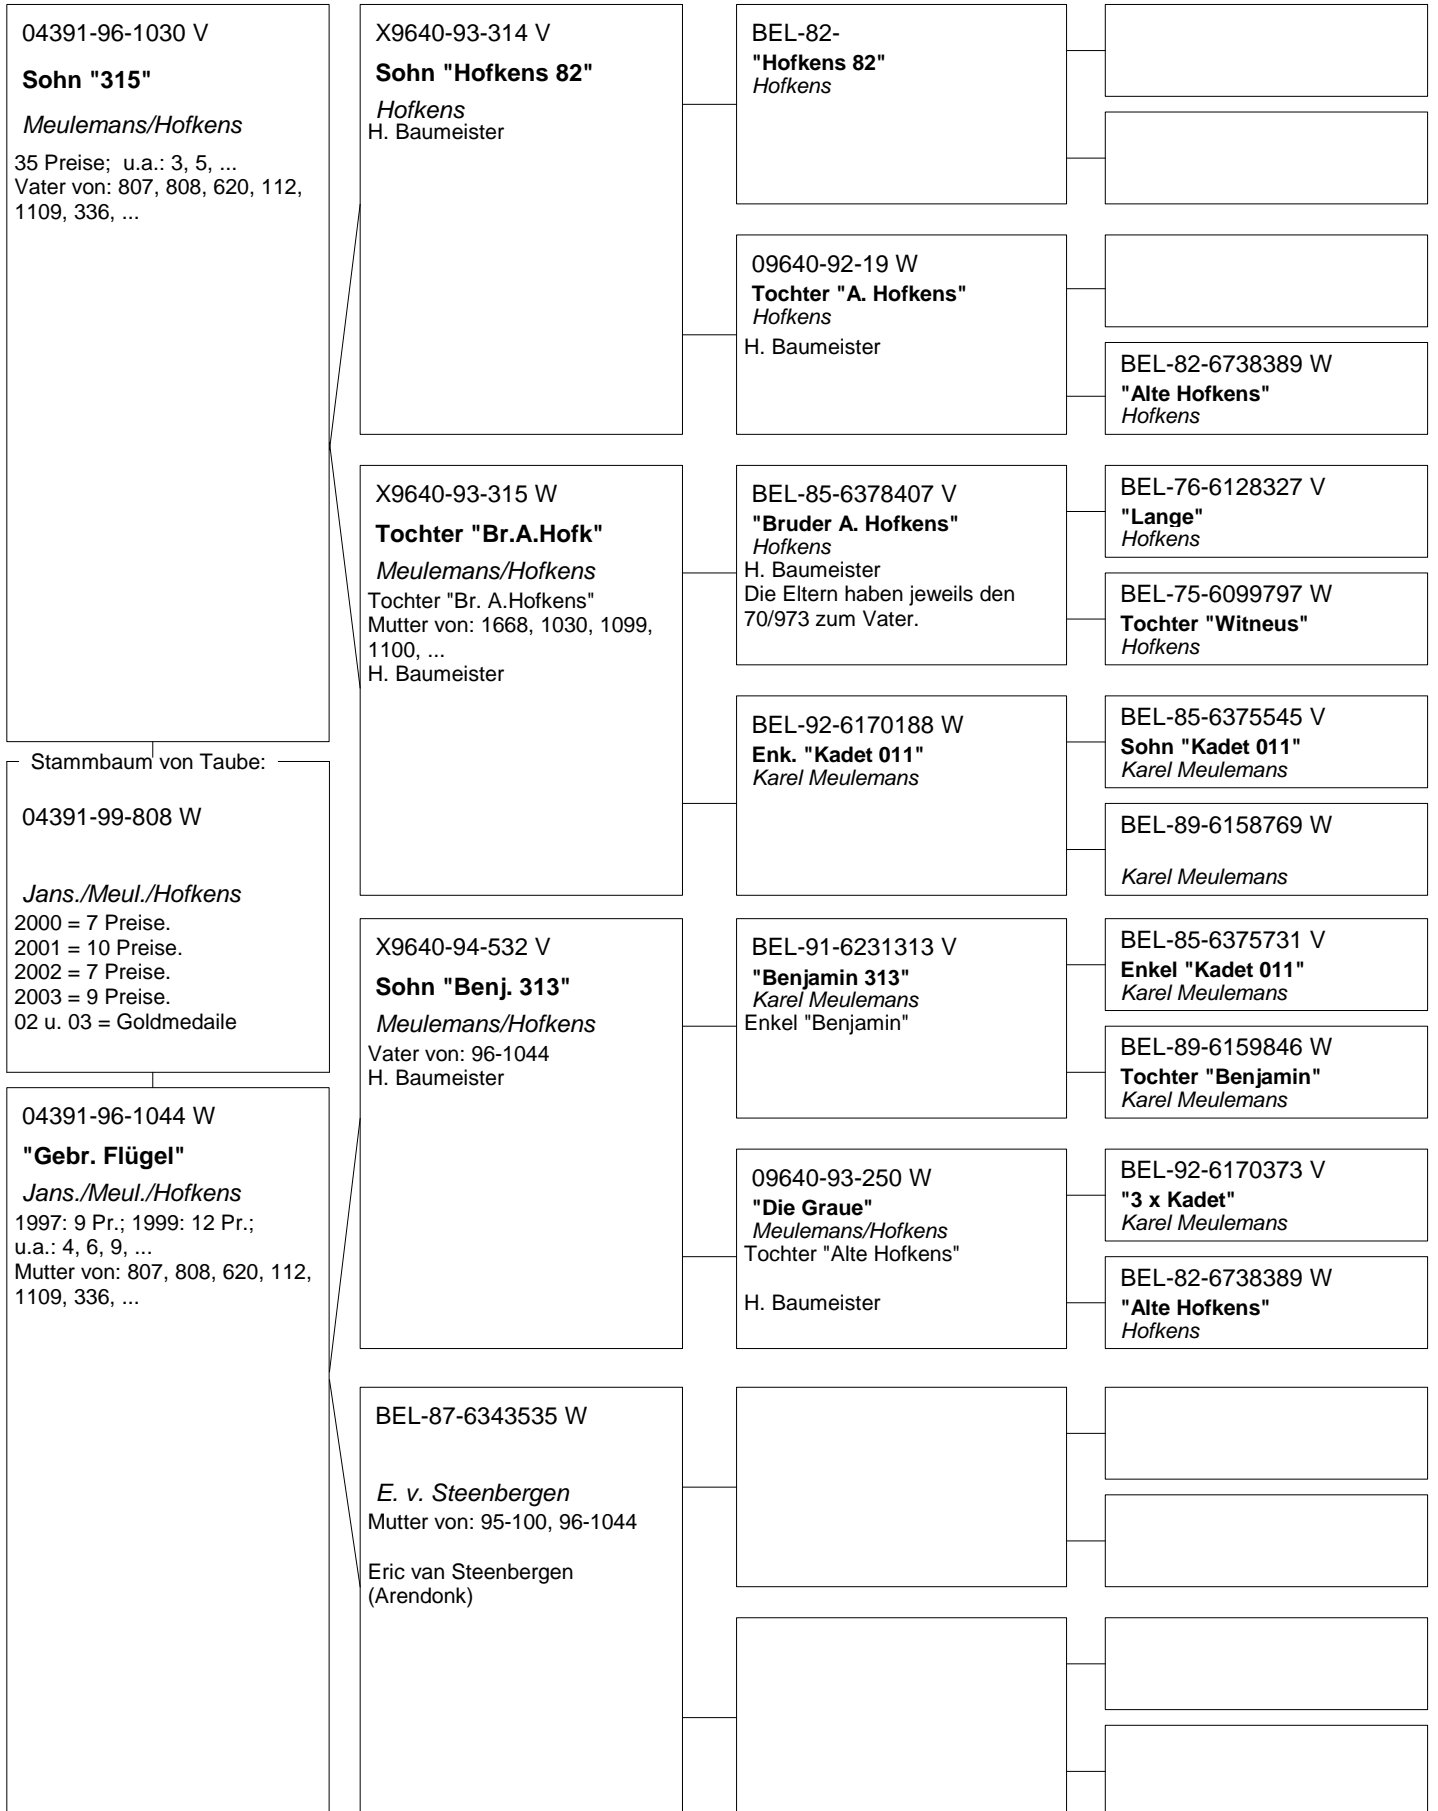 04391-96-1030 V
Sohn "315"
Meulemans/Hofkens
35 Preise;  u.a.: 3, 5, ...
Vater von: 807, 808, 620, 112,
1109, 336, ...
Stammbaum von Taube:
04391-99-808 W
Jans./Meul./Hofkens
2000 = 7 Preise.
2001 = 10 Preise.
2002 = 7 Preise.
2003 = 9 Preise.
02 u. 03 = Goldmedaile
04391-96-1044 W
"Gebr. Flügel"
Jans./Meul./Hofkens
1997: 9 Pr.; 1999: 12 Pr.;
u.a.: 4, 6, 9, ...
Mutter von: 807, 808, 620, 112,
1109, 336, ...
X9640-93-314 V
Sohn "Hofkens 82"
Hofkens
H. Baumeister
X9640-93-315 W
Tochter "Br.A.Hofk"
Meulemans/Hofkens
Tochter "Br. A.Hofkens"
Mutter von: 1668, 1030, 1099,
1100, ...
H. Baumeister
X9640-94-532 V
Sohn "Benj. 313"
Meulemans/Hofkens
Vater von: 96-1044
H. Baumeister
BEL-87-6343535 W
E. v. Steenbergen
Mutter von: 95-100, 96-1044
Eric van Steenbergen
(Arendonk)
BEL-82-
"Hofkens 82"
Hofkens
09640-92-19 W
Tochter "A. Hofkens"
Hofkens
H. Baumeister
BEL-85-6378407 V
"Bruder A. Hofkens"
Hofkens
H. Baumeister
Die Eltern haben jeweils den
70/973 zum Vater.
BEL-92-6170188 W
Enk. "Kadet 011"
Karel Meulemans
BEL-91-6231313 V
"Benjamin 313"
Karel Meulemans
Enkel "Benjamin"
09640-93-250 W
"Die Graue"
Meulemans/Hofkens
Tochter "Alte Hofkens"
H. Baumeister
BEL-82-6738389 W
"Alte Hofkens"
Hofkens
BEL-76-6128327 V
"Lange"
Hofkens
BEL-75-6099797 W
Tochter "Witneus"
Hofkens
BEL-85-6375545 V
Sohn "Kadet 011"
Karel Meulemans
BEL-89-6158769 W
Karel Meulemans
BEL-85-6375731 V
Enkel "Kadet 011"
Karel Meulemans
BEL-89-6159846 W
Tochter "Benjamin"
Karel Meulemans
BEL-92-6170373 V
"3 x Kadet"
Karel Meulemans
BEL-82-6738389 W
"Alte Hofkens"
Hofkens